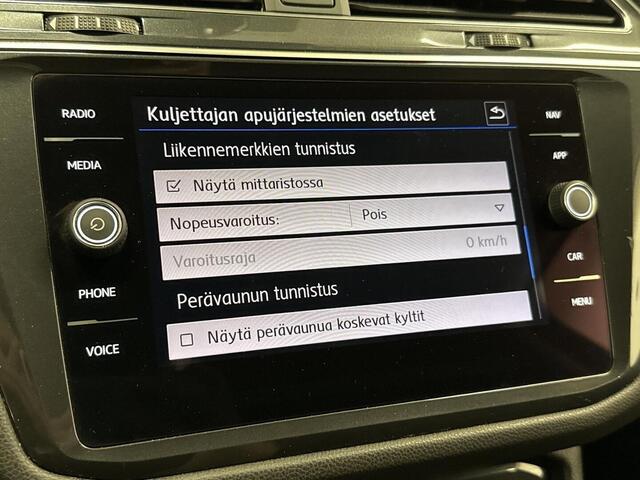 Kuljettajan apujärjestelmien asetukset
RADIO
MEDIA
PHONE
VOICE
Liikennemerkkien tunnistus
Näytä mittaristossa
Nopeusvaroitus: Pois
Varoitusraja 0 km/h
Perävaunun tunnistus
Näytä perävaunua koskevat kyltit
NAV
APP
CAR
MENU